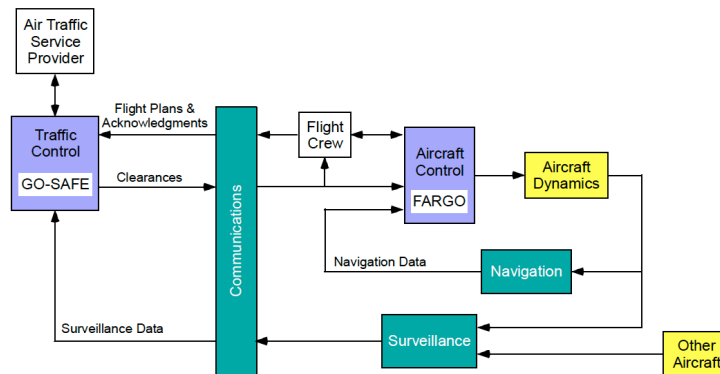 Air Traffic
Service
Provider
Flight Plans &
Acknowledgments
Traffic
Control
GO-SAFE
Clearances
Communications
Flight
Crew
Aircraft
Control
FARGO
Aircraft
Dynamics
Navigation Data
Navigation
Surveillance Data
Surveillance
Other
Aircraft